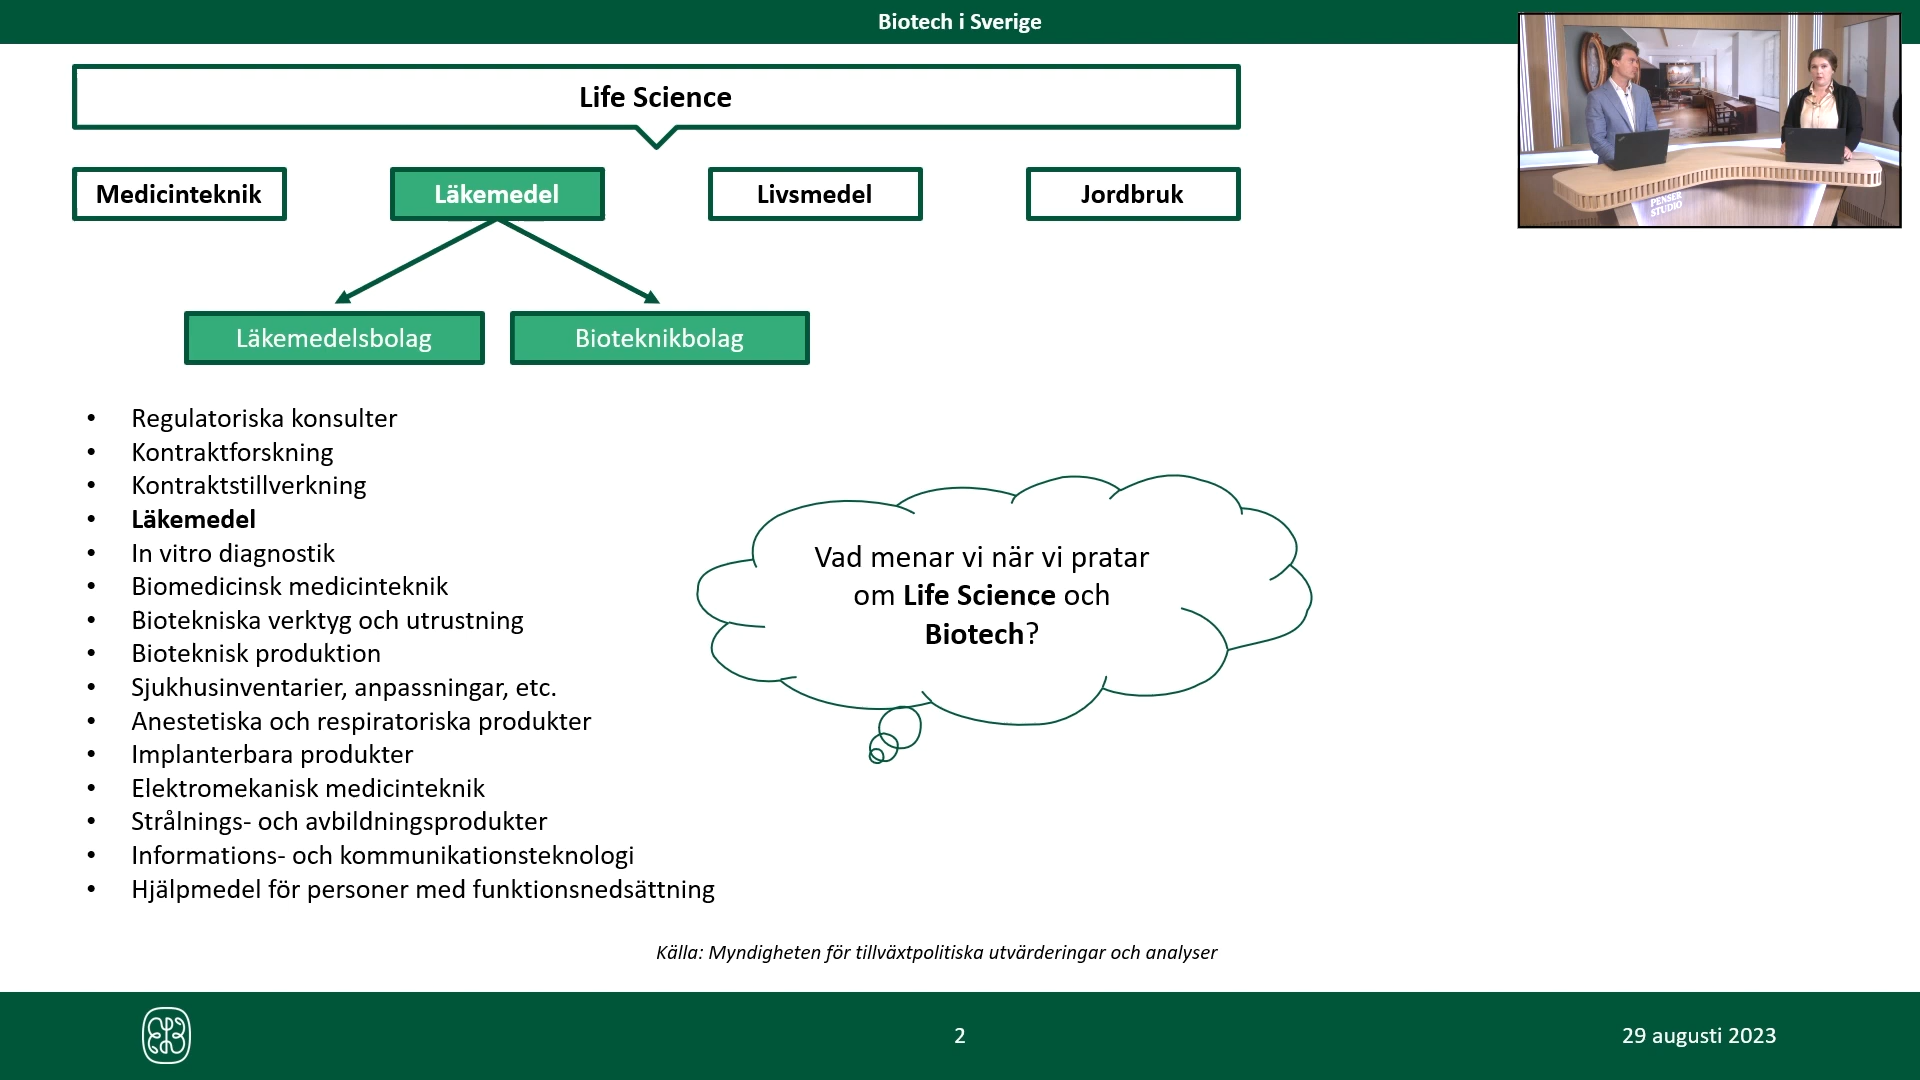 Biotech i Sverige
Life Science
Medicinteknik
Läkemedel
Livsmedel
Jordbruk
Läkemedelsbolag
Bioteknikbolag
• Regulatoriska konsulter
• Kontraktforskning
• Kontraktstillverkning
• Läkemedel
• In vitro diagnostik
• Biomedicinsk medicinteknik
• Biotekniska verktyg och utrustning
• Bioteknisk produktion
• Sjukhusinventarier, anpassningar, etc.
• Anestetiska och respiratoriska produkter
• Implanterbara produkter
• Elektromekanisk medicinteknik
• Strålnings- och avbildningsprodukter
• Informations- och kommunikationsteknologi
• Hjälpmedel för personer med funktionsnedsättning
Vad menar vi när vi pratar
om Life Science och
Biotech?
Källa: Myndigheten för tillväxtpolitiska utvärderingar och analyser
2
29 augusti 2023
PENSER
STUDIO